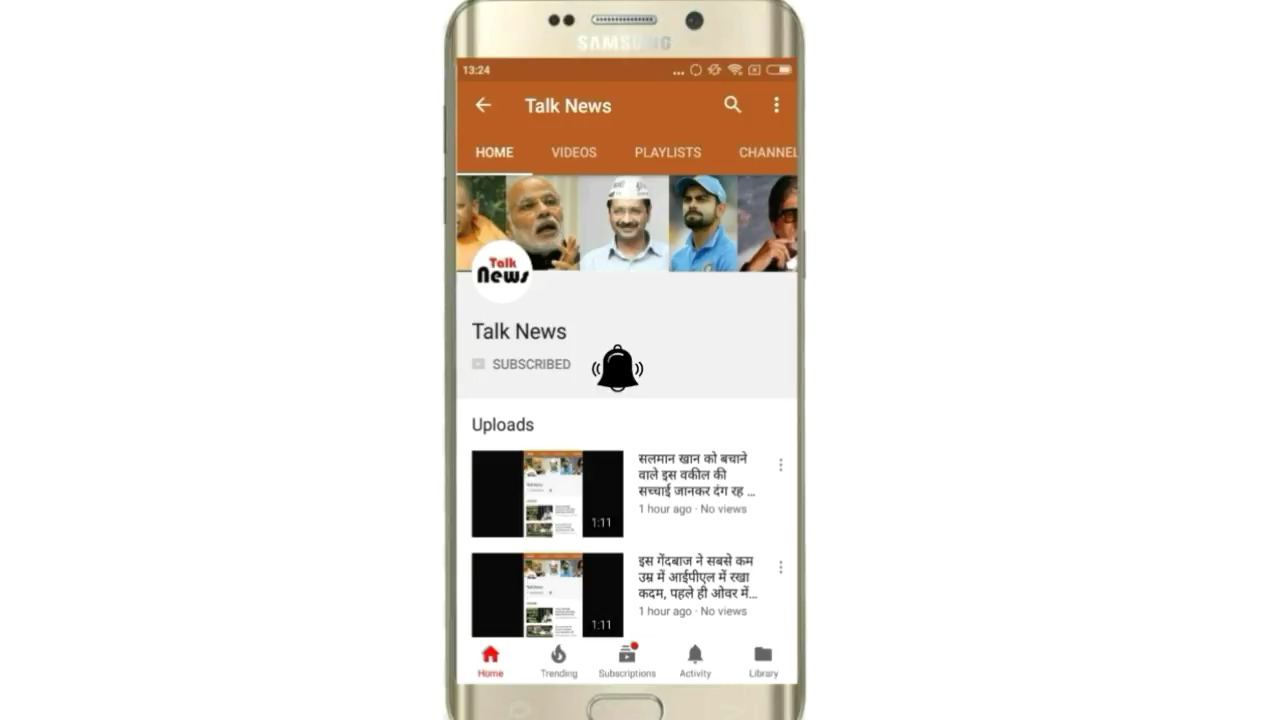 SAMSUNG
13:24
Talk News
HOME VIDEOS PLAYLISTS CHANNEL
Talk
News
Talk News
SUBSCRIBED
Uploads
सलमान खान को बचाने
वाले इस वकील की
सच्चाई जानकर दंग रह ...
1 hour ago · No views
1:11
इस गेंदबाज ने सबसे कम
उम्र में आईपीएल में रखा
कदम, पहले ही ओवर में...
1 hour ago · No views
1:11
Home Trending Subscriptions Activity Library